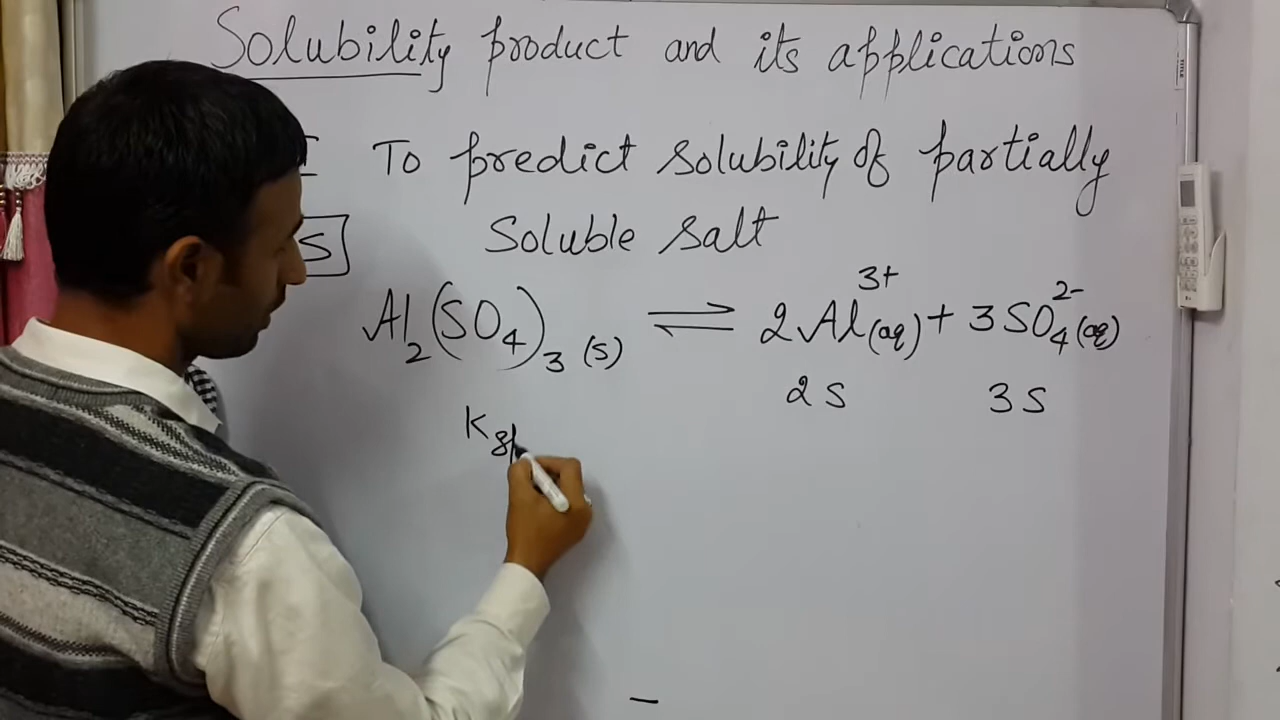 Solubility product and its applications
I To predict solubility of partially
S soluble salt
Al₂(SO₄)₃ (s) ⇌ 2Al³⁺(aq) + 3SO₄²⁻(aq)
2s 3s
Ksp